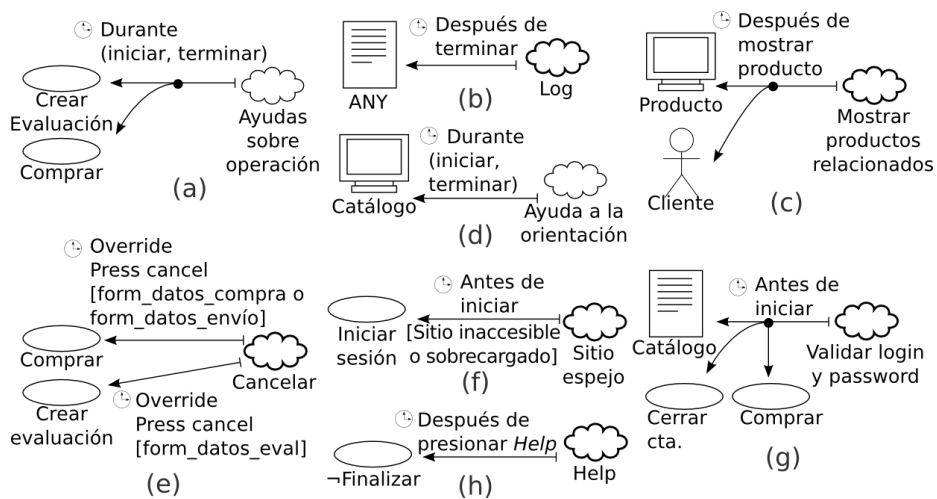 Durante
(iniciar, terminar)
Crear
Evaluación
Comprar
Ayudas
sobre
operación
(a)
Después de
terminar
ANY
Log
(b)
Después de
mostrar
producto
Producto
Cliente
Mostrar
productos
relacionados
(c)
Durante
(iniciar,
terminar)
Catálogo
Ayuda a la
orientación
(d)
Override
Press cancel
[form_datos_compra o
form_datos_envío]
Comprar
Cancelar
Crear
evaluación
Override
Press cancel
[form_datos_eval]
(e)
Antes de
iniciar
Iniciar
sesión
[Sitio inaccesible
o sobrecargado]
Sitio
espejo
(f)
Antes de
iniciar
Catálogo
Validar login
y password
Cerrar
cta.
Comprar
(g)
Después de
presionar Help
¬Finalizar
Help
(h)